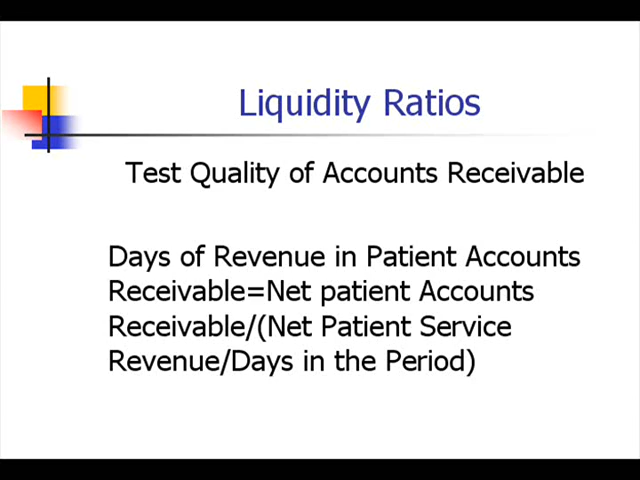 Liquidity Ratios
Test Quality of Accounts Receivable
Days of Revenue in Patient Accounts
Receivable=Net patient Accounts
Receivable/(Net Patient Service
Revenue/Days in the Period)